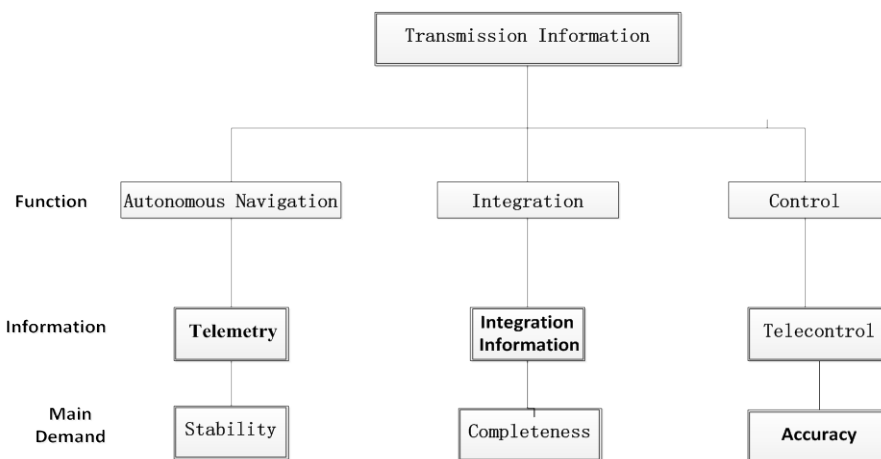 Transmission Information
Function
Autonomous Navigation
Integration
Control
Information
Telemetry
Integration
Information
Telecontrol
Main
Demand
Stability
Completeness
Accuracy